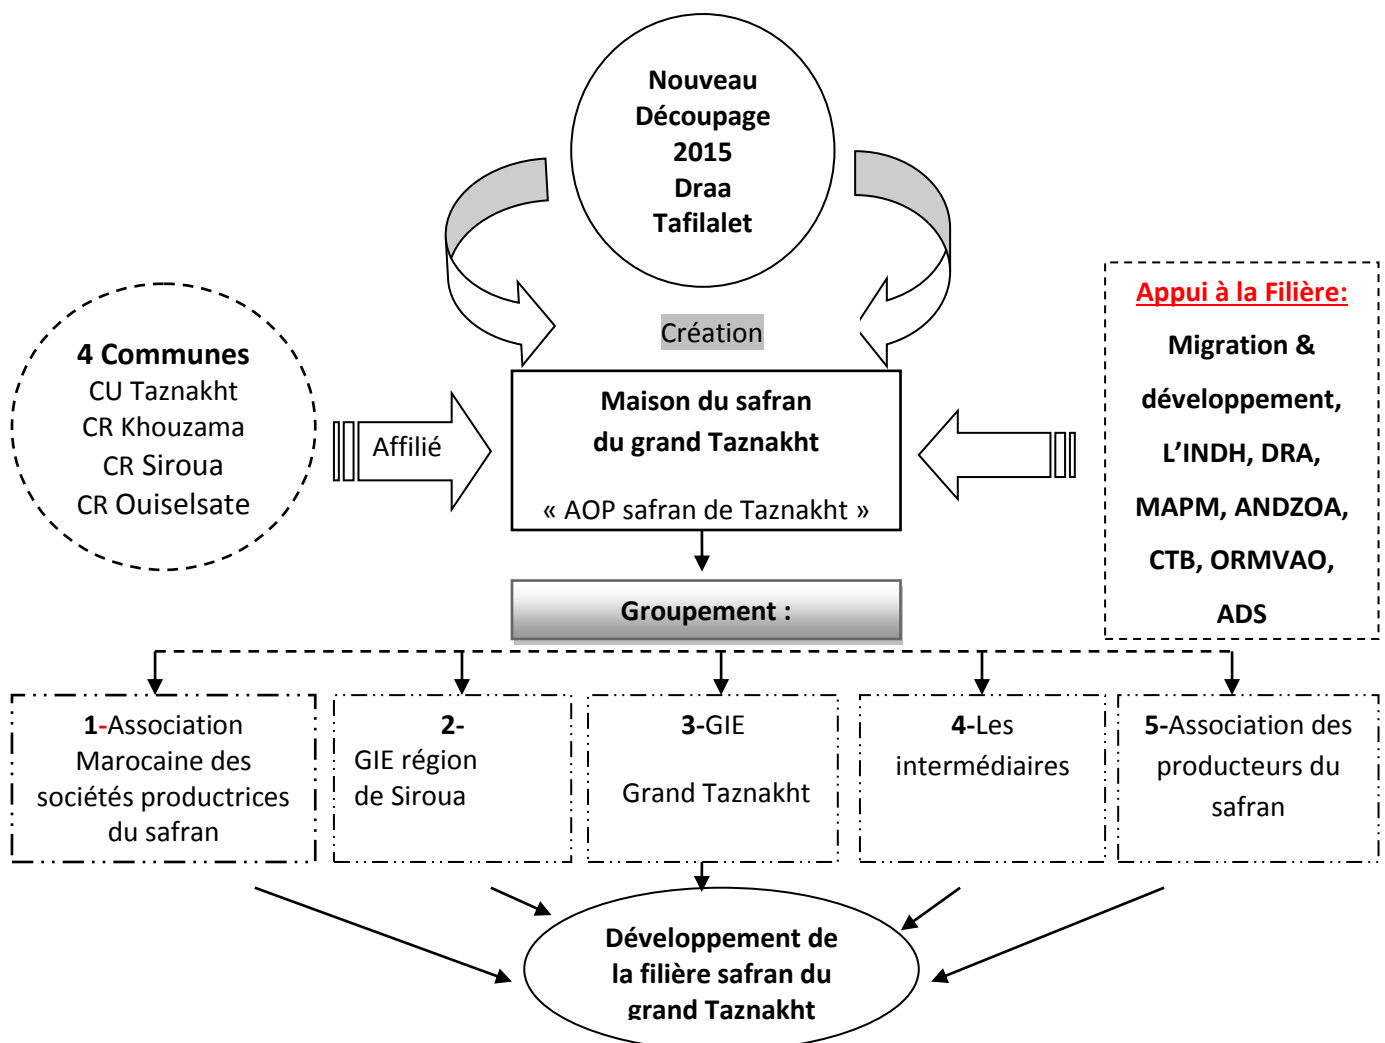 Nouveau
Découpage
2015
Draa
Tafilalet
Création
4 Communes
CU Taznakht
CR Khouzama
CR Siroua
CR Ouiselsate
Affilié
Maison du safran
du grand Taznakht
« AOP safran de Taznakht »
Appui à la Filière:
Migration &
développement,
L’INDH, DRA,
MAPM, ANDZOA,
CTB, ORMVAO,
ADS
Groupement :
1-Association
Marocaine des
sociétés productrices
du safran
2-
GIE région
de Siroua
3-GIE
Grand Taznakht
4-Les
intermédiaires
5-Association des
producteurs du
safran
Développement de
la filière safran du
grand Taznakht